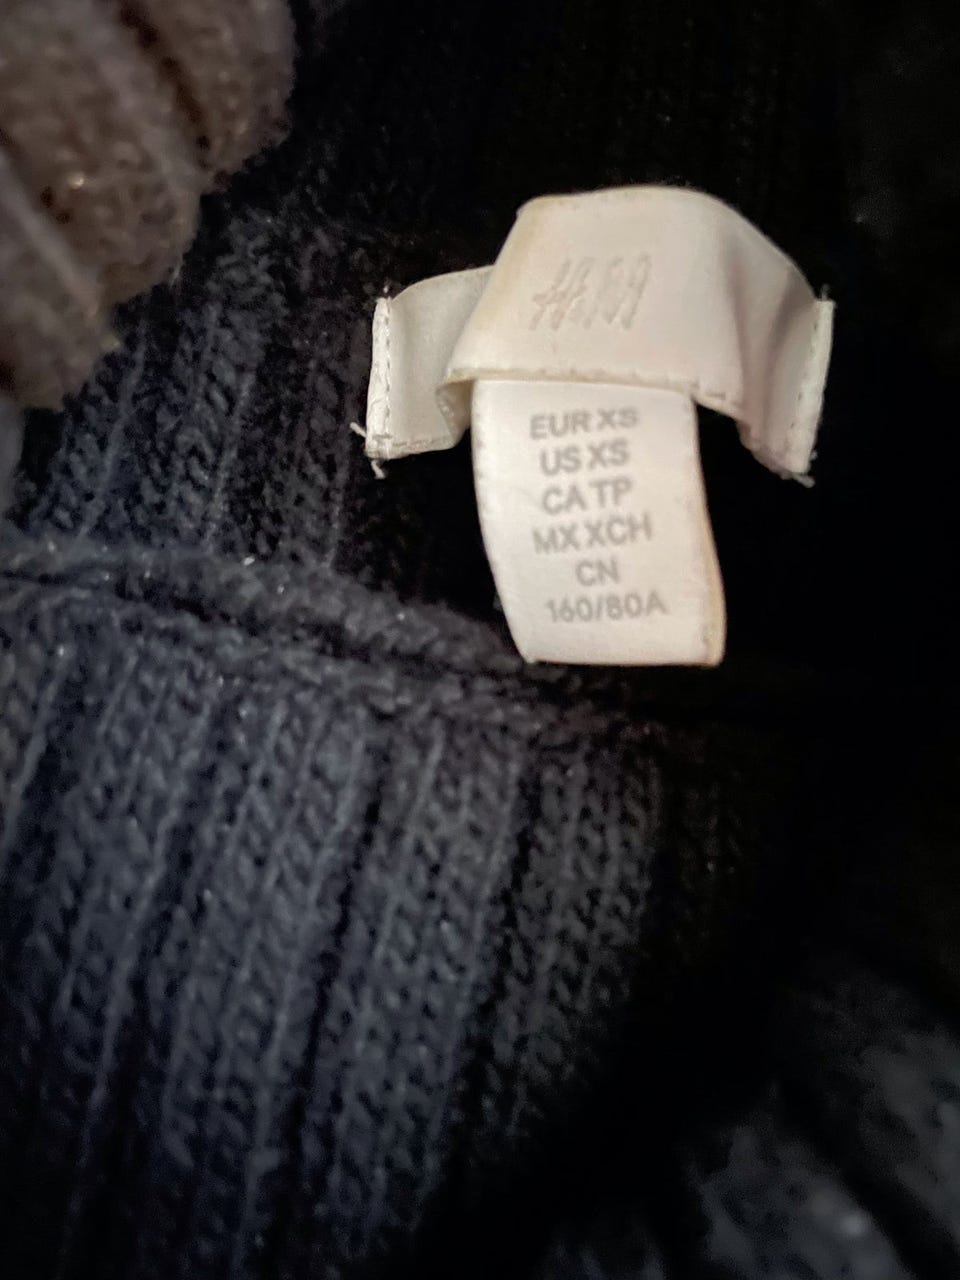 H&M
EUR XS
US XS
CA TP
MX XCH
CN
160/80A